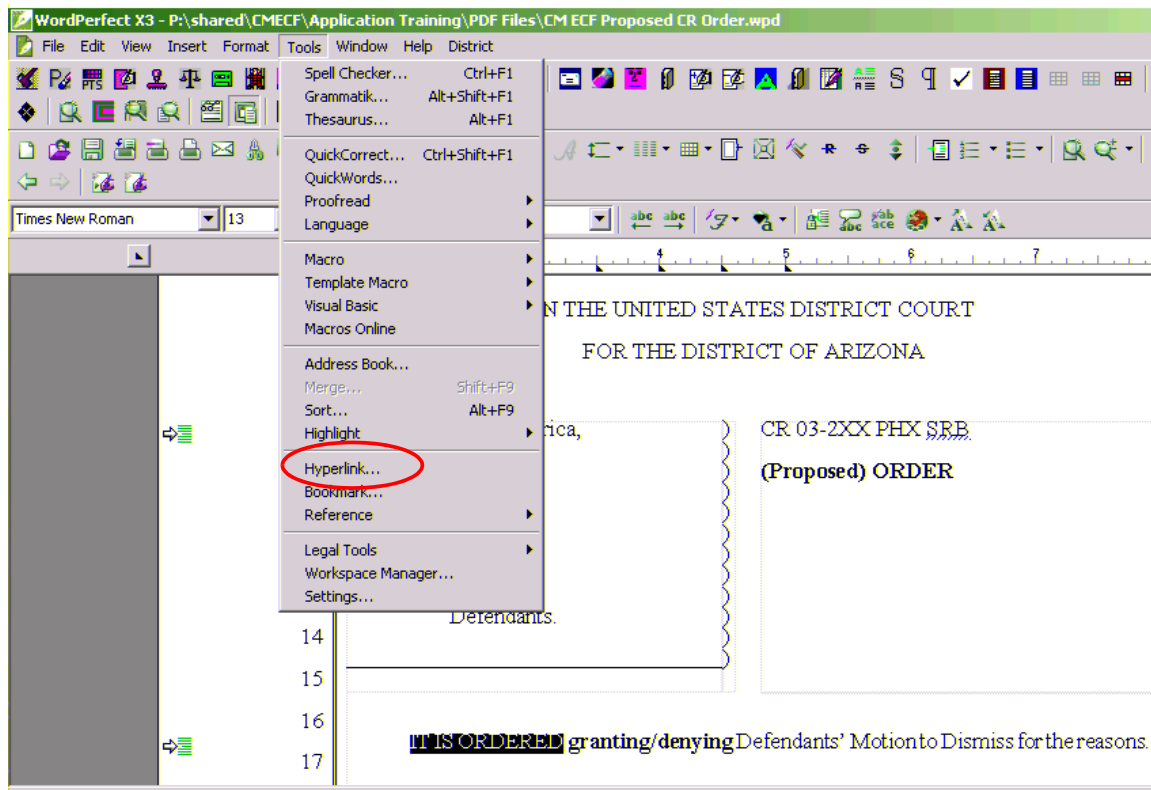 WordPerfect X3 - P:\shared\CMECF\Application Training\PDF Files\CM ECF Proposed CR Order.wpd
File Edit View Insert Format Tools Window Help District
Spell Checker... Ctrl+F1
Grammatik... Alt+Shift+F1
Thesaurus... Alt+F1
QuickCorrect... Ctrl+Shift+F1
QuickWords...
Proofread
Language
Macro
Template Macro
Visual Basic
Macros Online
Address Book...
Merge... Shift+F9
Sort... Alt+F9
Highlight
Hyperlink...
Bookmark...
Reference
Legal Tools
Workspace Manager...
Settings...
Times New Roman 13
4 5 6 7
N THE UNITED STATES DISTRICT COURT
FOR THE DISTRICT OF ARIZONA
rica, CR 03-2XX PHX SRB
(Proposed) ORDER
Defendants.
14
15
16
IT IS ORDERED granting/denying Defendants’ Motion to Dismiss for the reasons.
17